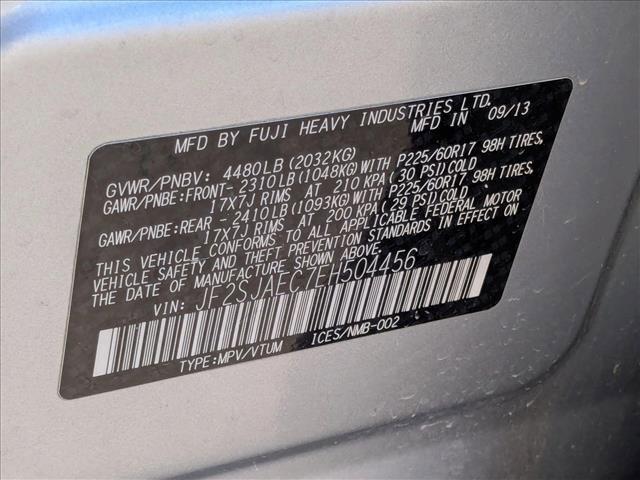 MFD BY FUJI HEAVY INDUSTRIES LTD.
MFD IN 09/13
GVWR/PNBV: 4480LB(2032KG)
GAWR/PNBE:FRONT- 2310LB(1048KG)WITH P225/60R17 98H TIRES,
17X7J RIMS AT 210 KPA(30 PSI)COLD
GAWR/PNBE:REAR - 2410LB(1093KG)WITH P225/60R17 98H TIRES,
17X7J RIMS AT 200 KPA(29 PSI)COLD
THIS VEHICLE CONFORMS TO ALL APPLICABLE FEDERAL MOTOR
VEHICLE SAFETY AND THEFT PREVENTION STANDARDS IN EFFECT ON
THE DATE OF MANUFACTURE SHOWN ABOVE.
VIN: JF2SJAEC7EH504456
TYPE:MPV/VTUM ICES/NMB-002